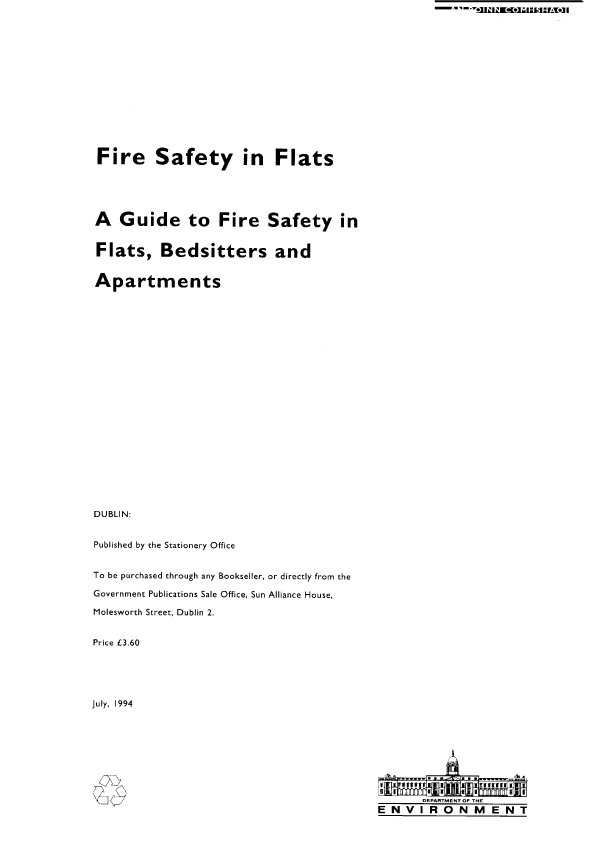 AN ROINN COMHSHAOIL
Fire Safety in Flats
A Guide to Fire Safety in
Flats, Bedsitters and
Apartments
DUBLIN:
Published by the Stationery Office
To be purchased through any Bookseller, or directly from the
Government Publications Sale Office, Sun Alliance House,
Molesworth Street, Dublin 2.
Price £3.60
July, 1994
DEPARTMENT OF THE
ENVIRONMENT